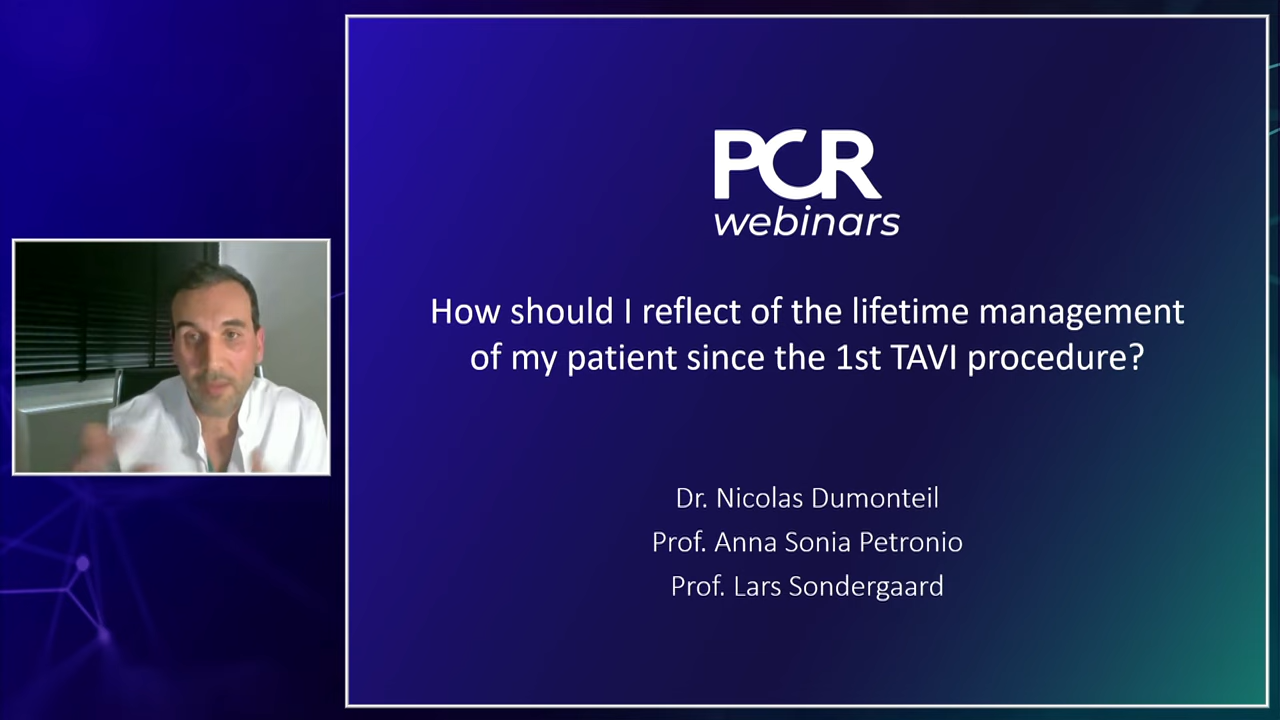 PCR
webinars
How should I reflect of the lifetime management
of my patient since the 1st TAVI procedure?
Dr. Nicolas Dumonteil
Prof. Anna Sonia Petronio
Prof. Lars Sondergaard